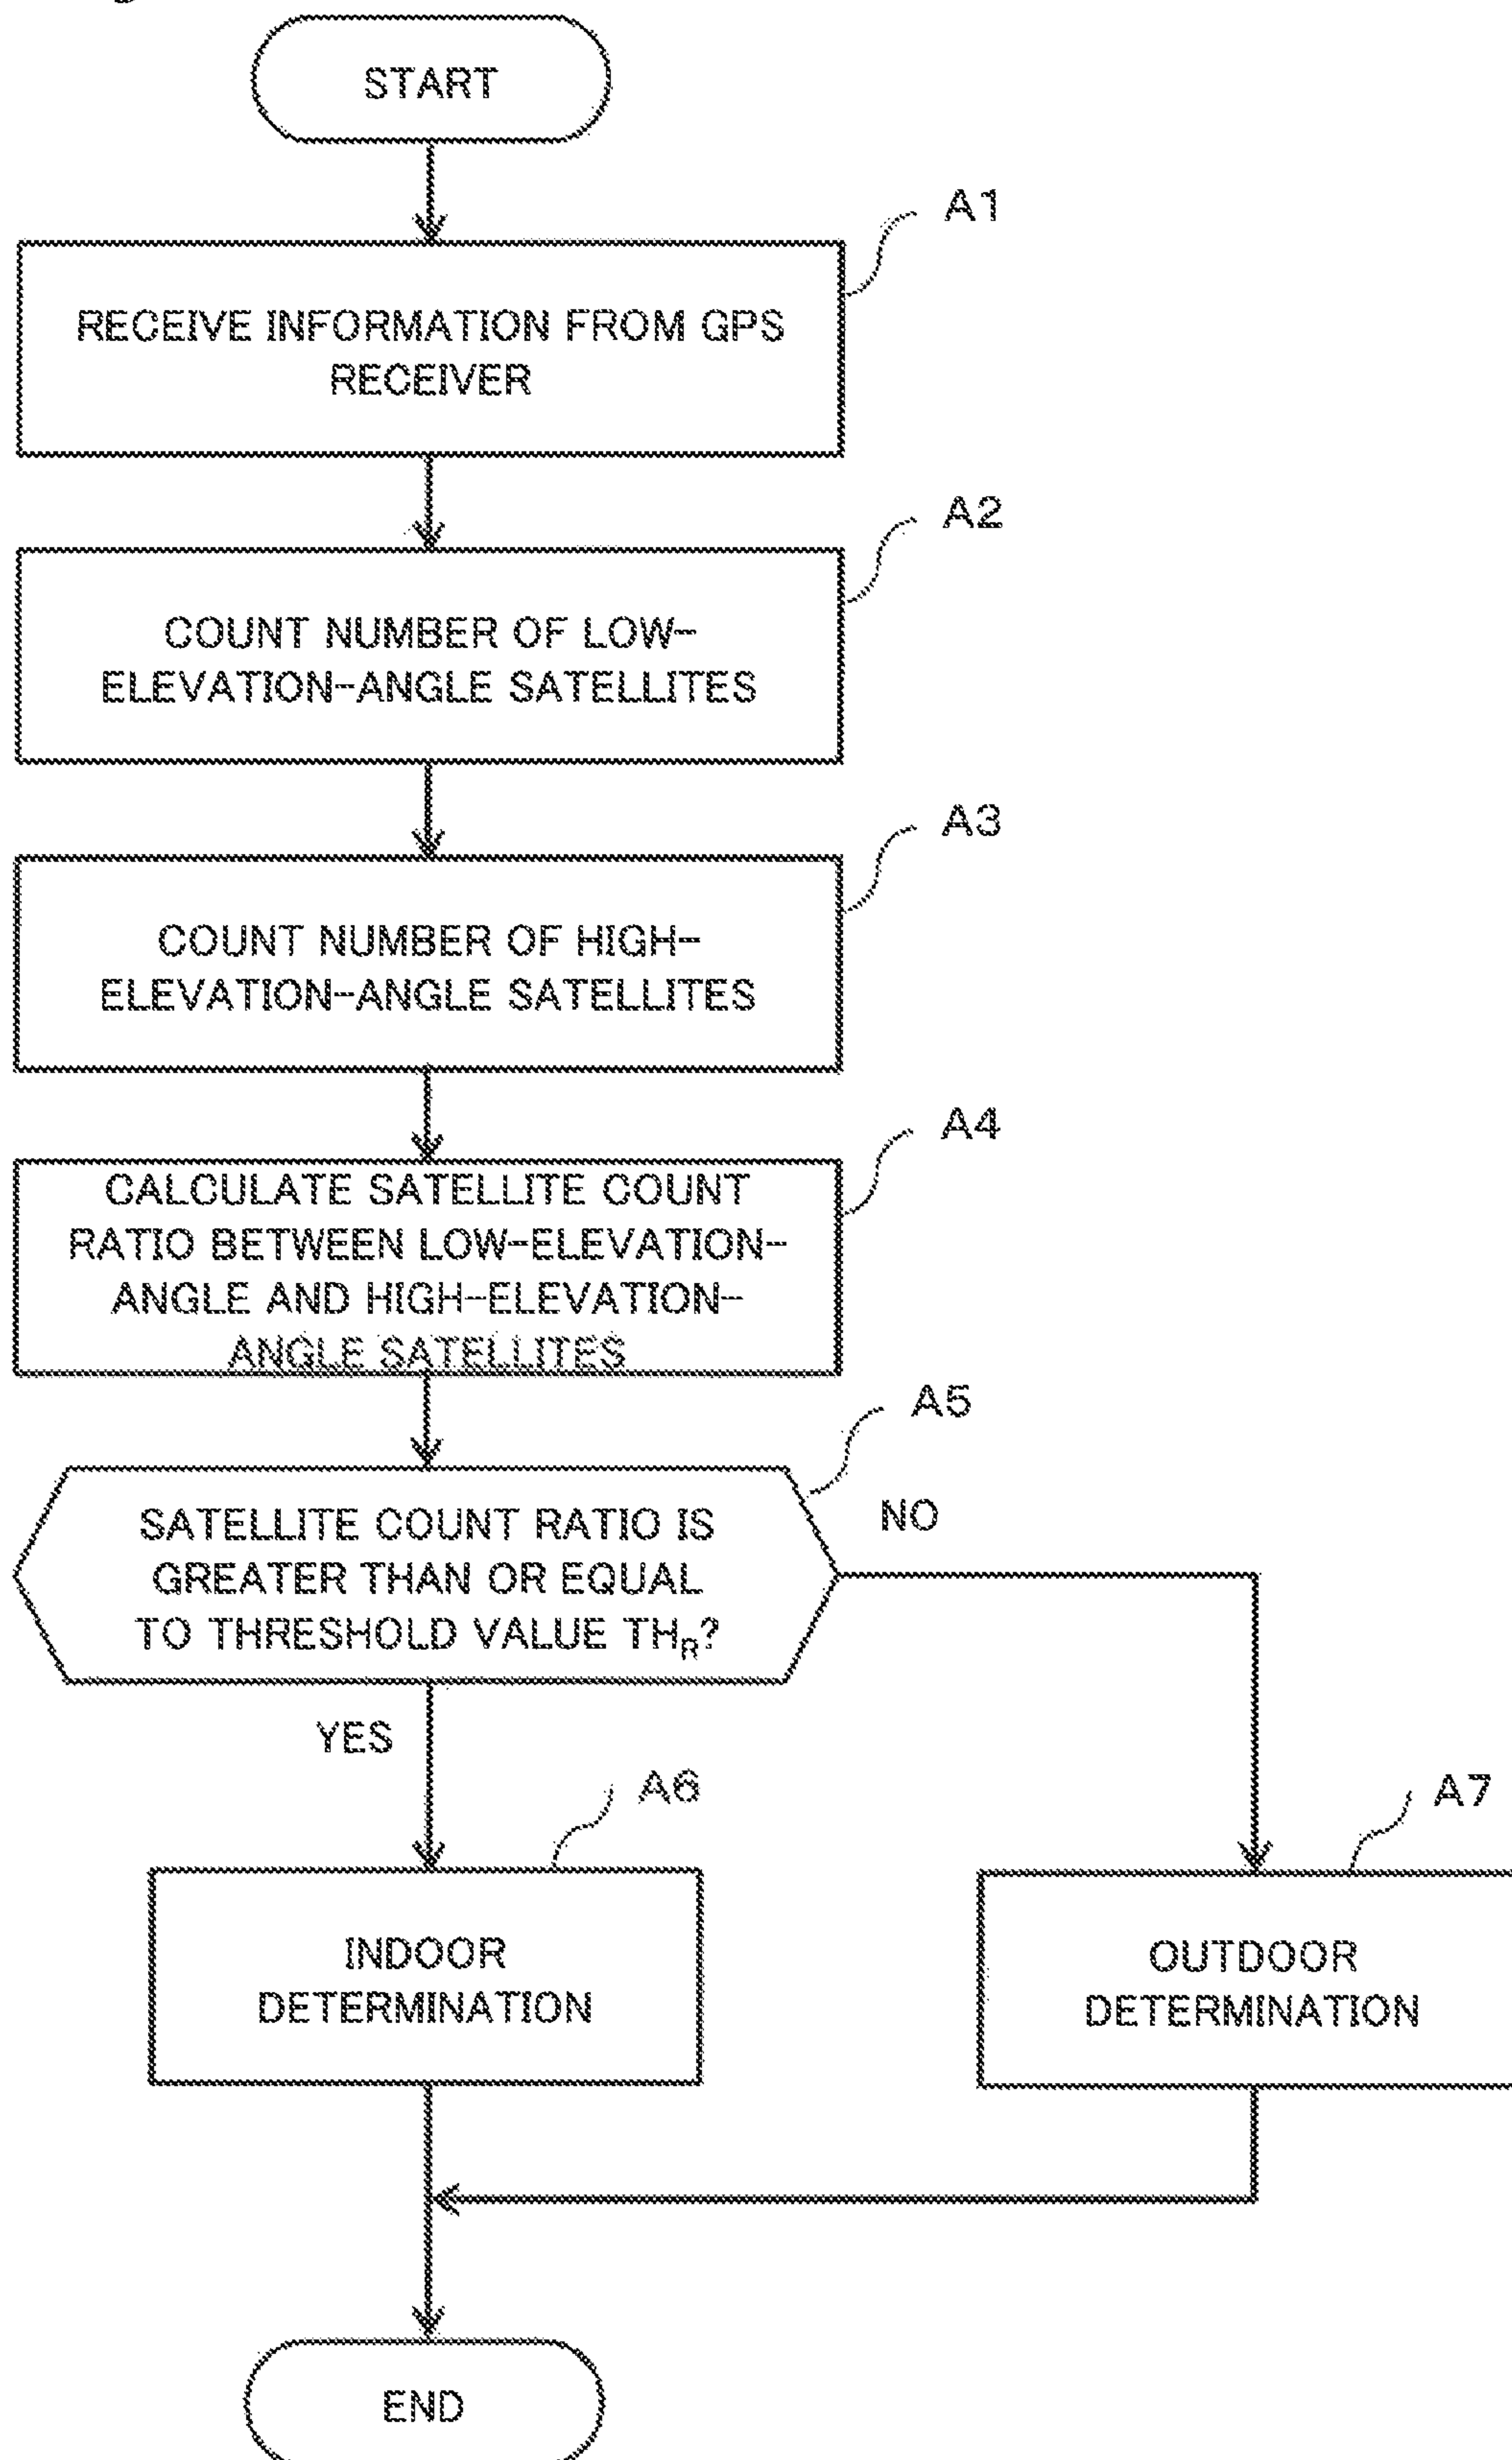 START
A1
RECEIVE INFORMATION FROM GPS
RECEIVER
A2
COUNT NUMBER OF LOW-
ELEVATION-ANGLE SATELLITES
A3
COUNT NUMBER OF HIGH-
ELEVATION-ANGLE SATELLITES
A4
CALCULATE SATELLITE COUNT
RATIO BETWEEN LOW-ELEVATION-
ANGLE AND HIGH-ELEVATION-
ANGLE SATELLITES
A5
SATELLITE COUNT RATIO IS
GREATER THAN OR EQUAL
TO THRESHOLD VALUE THR?
NO
YES
A6
INDOOR
DETERMINATION
A7
OUTDOOR
DETERMINATION
END